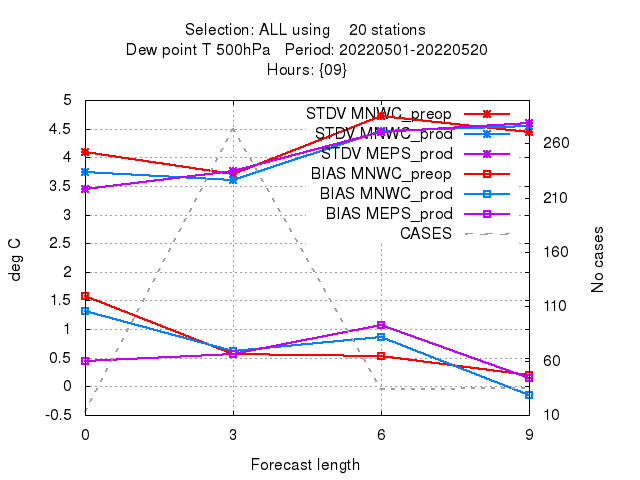 Selection: ALL using 20 stations
Dew point T 500hPa Period: 20220501-20220520
Hours: {09}
5
4.5
4
3.5
3
2.5
2
1.5
1
0.5
0
-0.5
deg C
STDV MNWC_preop
STDV MNWC_prod
STDV MEPS_prod
BIAS MNWC_preop
BIAS MNWC_prod
BIAS MEPS_prod
CASES
260
210
160
110
60
10
No cases
0 3 6 9
Forecast length